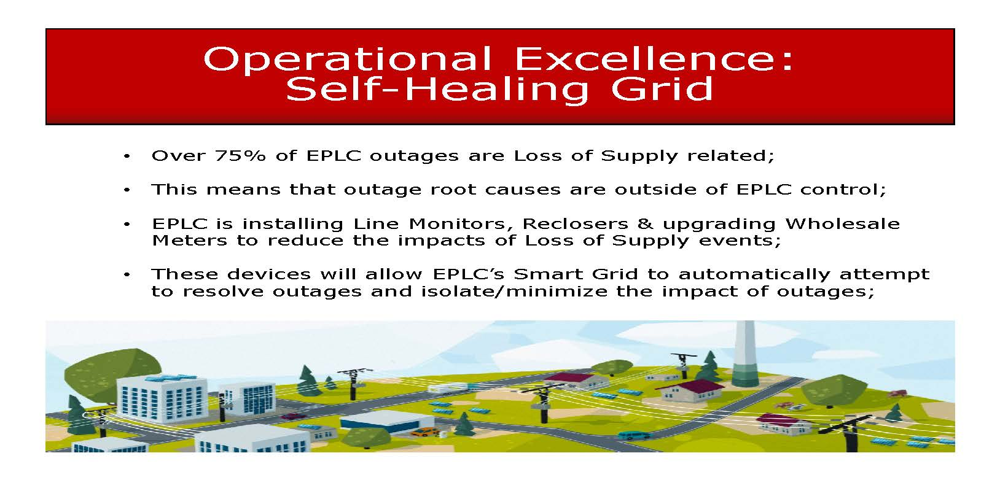 Operational Excellence:
Self-Healing Grid
• Over 75% of EPLC outages are Loss of Supply related;
• This means that outage root causes are outside of EPLC control;
• EPLC is installing Line Monitors, Reclosers & upgrading Wholesale
Meters to reduce the impacts of Loss of Supply events;
• These devices will allow EPLC’s Smart Grid to automatically attempt
to resolve outages and isolate/minimize the impact of outages;